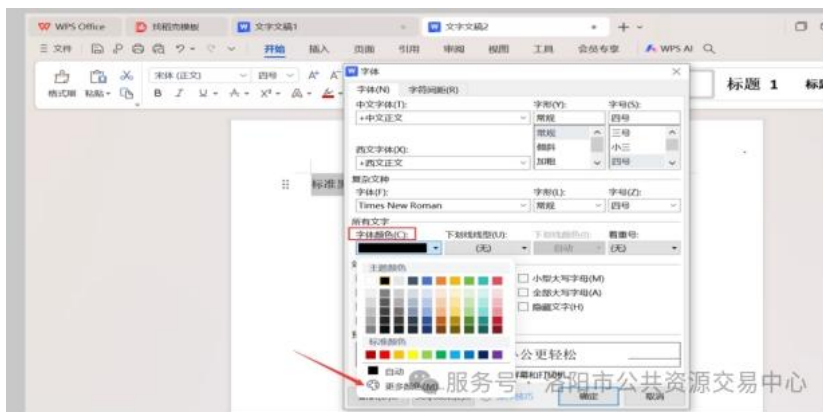 WPS Office 找稻壳模板 文字文稿1 文字文稿2
文件 开始 插入 页面 引用 审阅 视图 工具 会员专享 WPS AI
格式刷 粘贴 宋体 (正文) 四号 标题 1
字体
字体(N) 字符间距(R)
中文字体(T): 字形(Y): 字号(S):
+中文正文 常规 四号
常规 三号
倾斜 小三
西文字体(X): 加粗 四号
+西文正文
复杂文种
字体(F): 字形(L): 字号(Z):
Times New Roman 常规 四号
所有文字
字体颜色(C): 下划线线型(U): 下划线颜色(I): 着重号:
(无) 自动 (无)
主题颜色
小型大写字母(M)
全部大写字母(A)
隐藏文字(H)
标准黑
标准颜色
公更轻松
自动
更多颜色(M)...
确定 取消
服务号 · 洛阳市公共资源交易中心